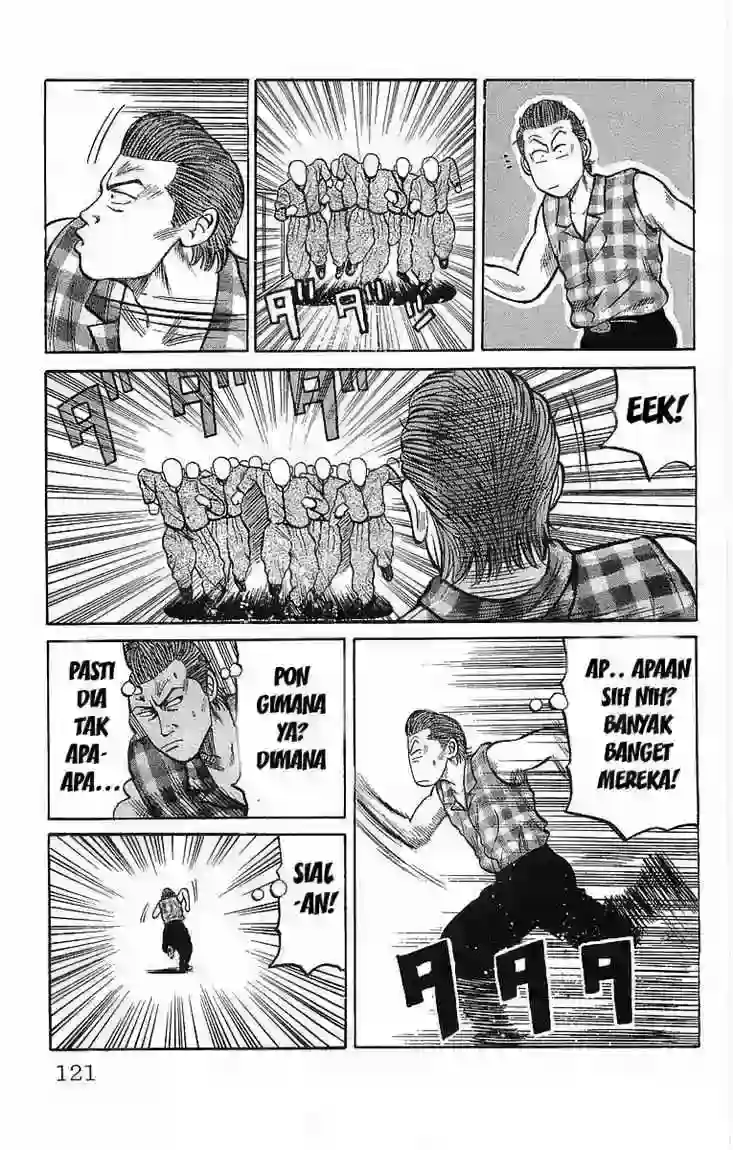 EEK!
AP.. APAAN
SIH NIH?
BANYAK
BANGET
MEREKA!
PON
GIMANA
YA?
DIMANA
PASTI
DIA
TAK
APA-
APA...
SIAL
-AN!
121